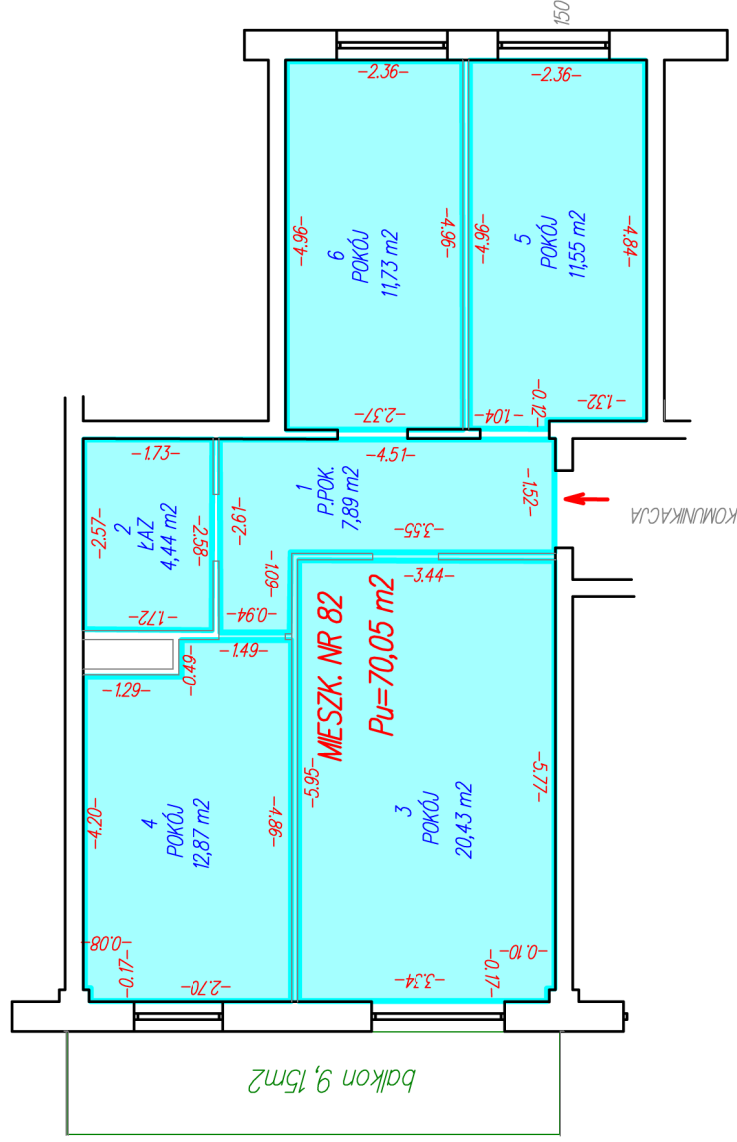 150
-2.36-
-2.36-
-4.96-
6
POKÓJ
11,73 m2
-4.96-
-4.96-
5
POKÓJ
11,55 m2
-4.84-
-2.37-
-1.04-
-0.12-
-1.32-
-1.73-
-4.51-
-2.57-
2
ŁAZ
4,44 m2
-2.58-
-2.61-
1
P.POK.
7,89 m2
-3.55-
-1.52-
KOMUNIKACJA
-1.72-
-0.94-
-1.09-
-3.44-
-1.29-
-0.49-
-1.49-
MIESZK. NR 82
Pu=70,05 m2
-4.20-
4
POKÓJ
12,87 m2
-4.86-
-5.95-
3
POKÓJ
20,43 m2
-5.77-
-0.08-
-0.17-
-2.70-
-3.34-
-0.17-
-0.10-
balkon 9,15m2